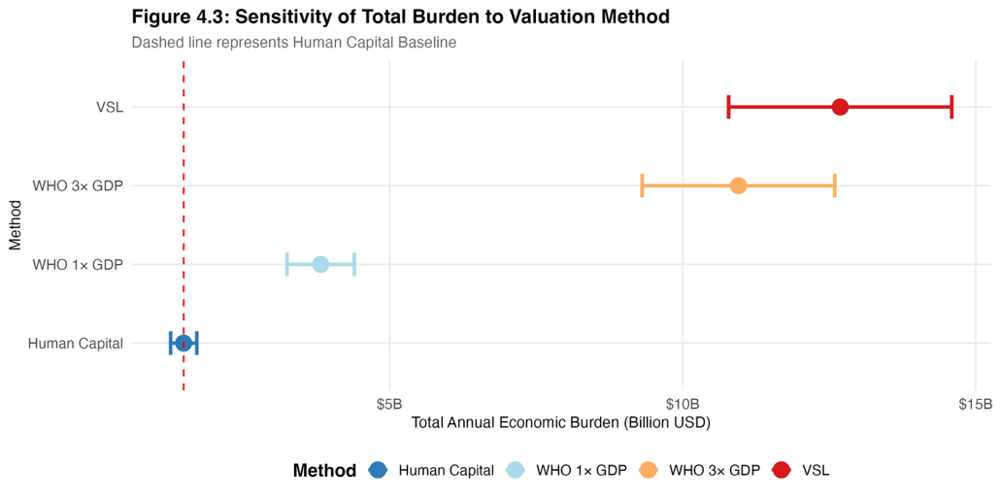 Figure 4.3: Sensitivity of Total Burden to Valuation Method
Dashed line represents Human Capital Baseline
Method
VSL
WHO 3× GDP
WHO 1× GDP
Human Capital
$5B
$10B
$15B
Total Annual Economic Burden (Billion USD)
Method
Human Capital
WHO 1× GDP
WHO 3× GDP
VSL